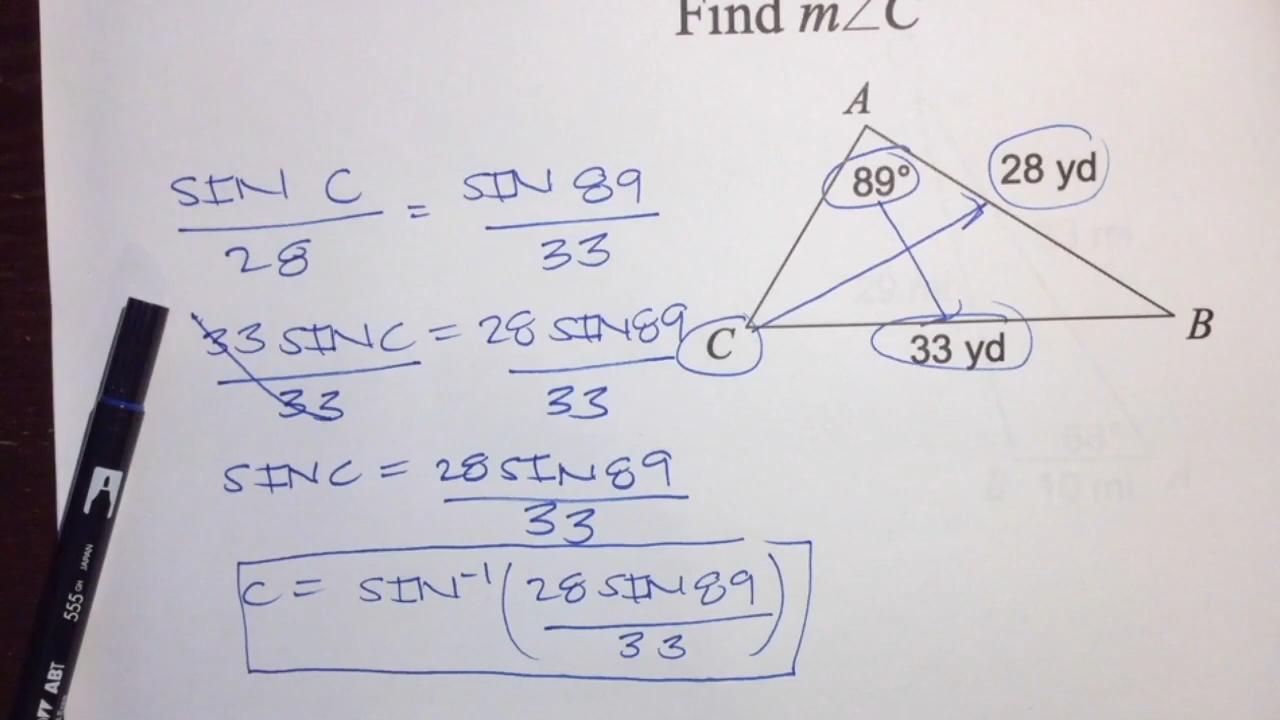 Find m∠C
A
89°
28 yd
C
33 yd
B
SIN C / 28 = SIN 89 / 33
33 SIN C / 33 = 28 SIN 89 / 33
SIN C = 28 SIN 89 / 33
C = SIN⁻¹ (28 SIN 89 / 33)
555 GH JAPAN
ABT